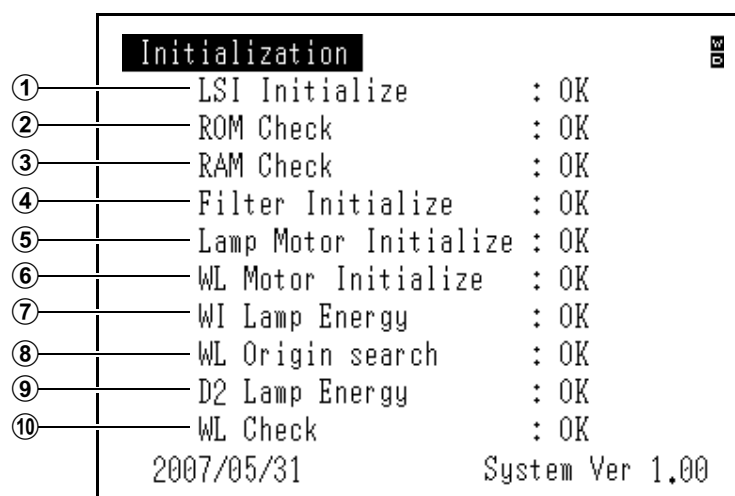 Initialization W D
① LSI Initialize : OK
② ROM Check : OK
③ RAM Check : OK
④ Filter Initialize : OK
⑤ Lamp Motor Initialize : OK
⑥ WL Motor Initialize : OK
⑦ WI Lamp Energy : OK
⑧ WL Origin search : OK
⑨ D2 Lamp Energy : OK
⑩ WL Check : OK
2007/05/31 System Ver 1.00